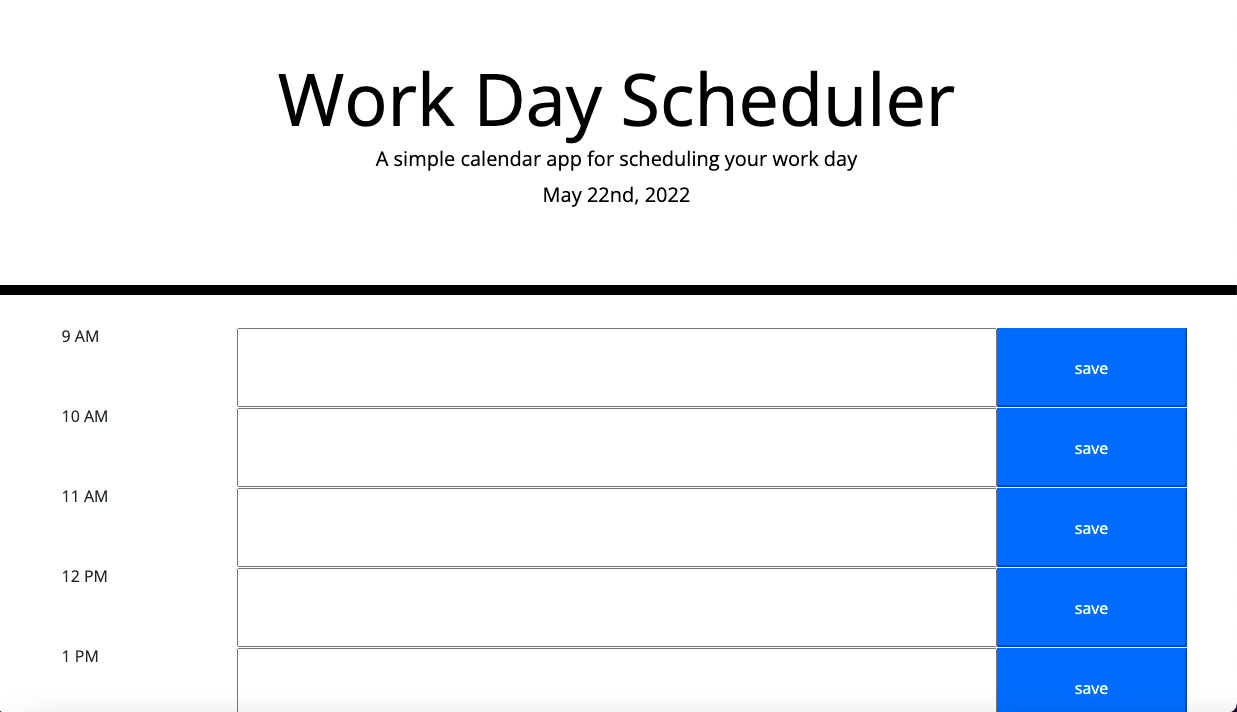 Work Day Scheduler
A simple calendar app for scheduling your work day
May 22nd, 2022
9 AM
save
10 AM
save
11 AM
save
12 PM
save
1 PM
save